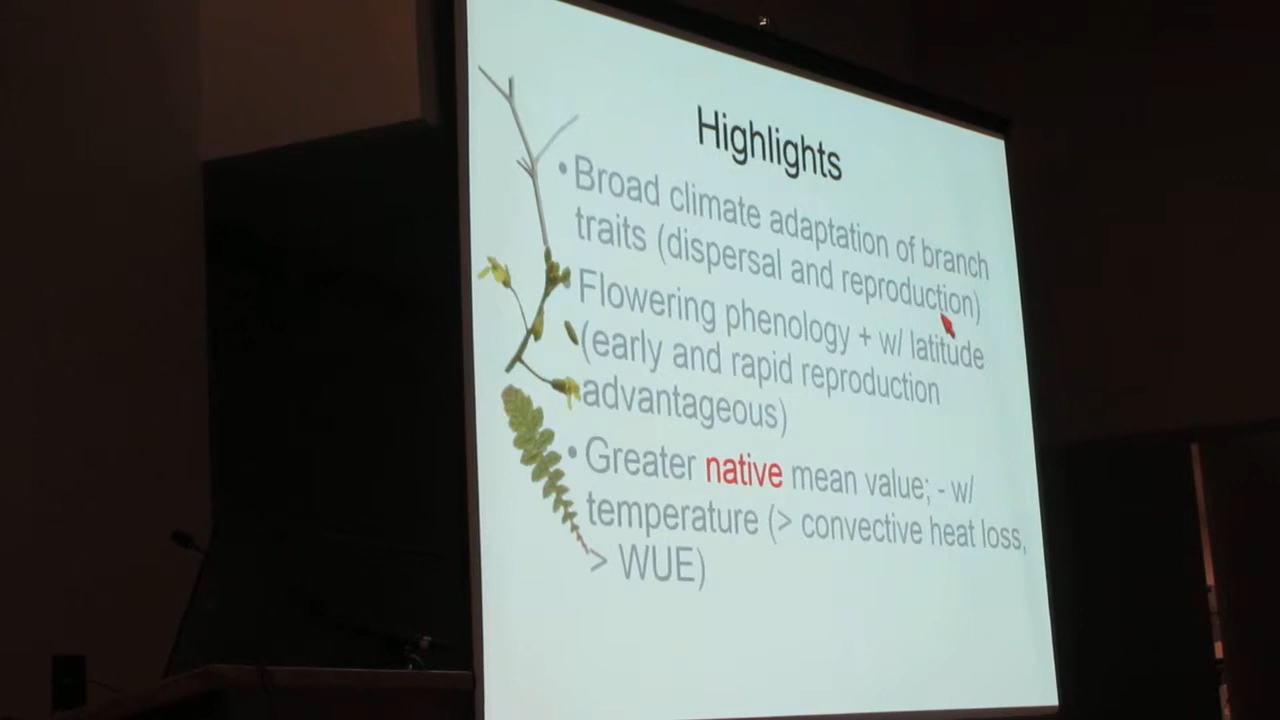 Highlights
• Broad climate adaptation of branch
traits (dispersal and reproduction)
Flowering phenology + w/ latitude
(early and rapid reproduction
advantageous)
• Greater native mean value; - w/
temperature (> convective heat loss,
> WUE)